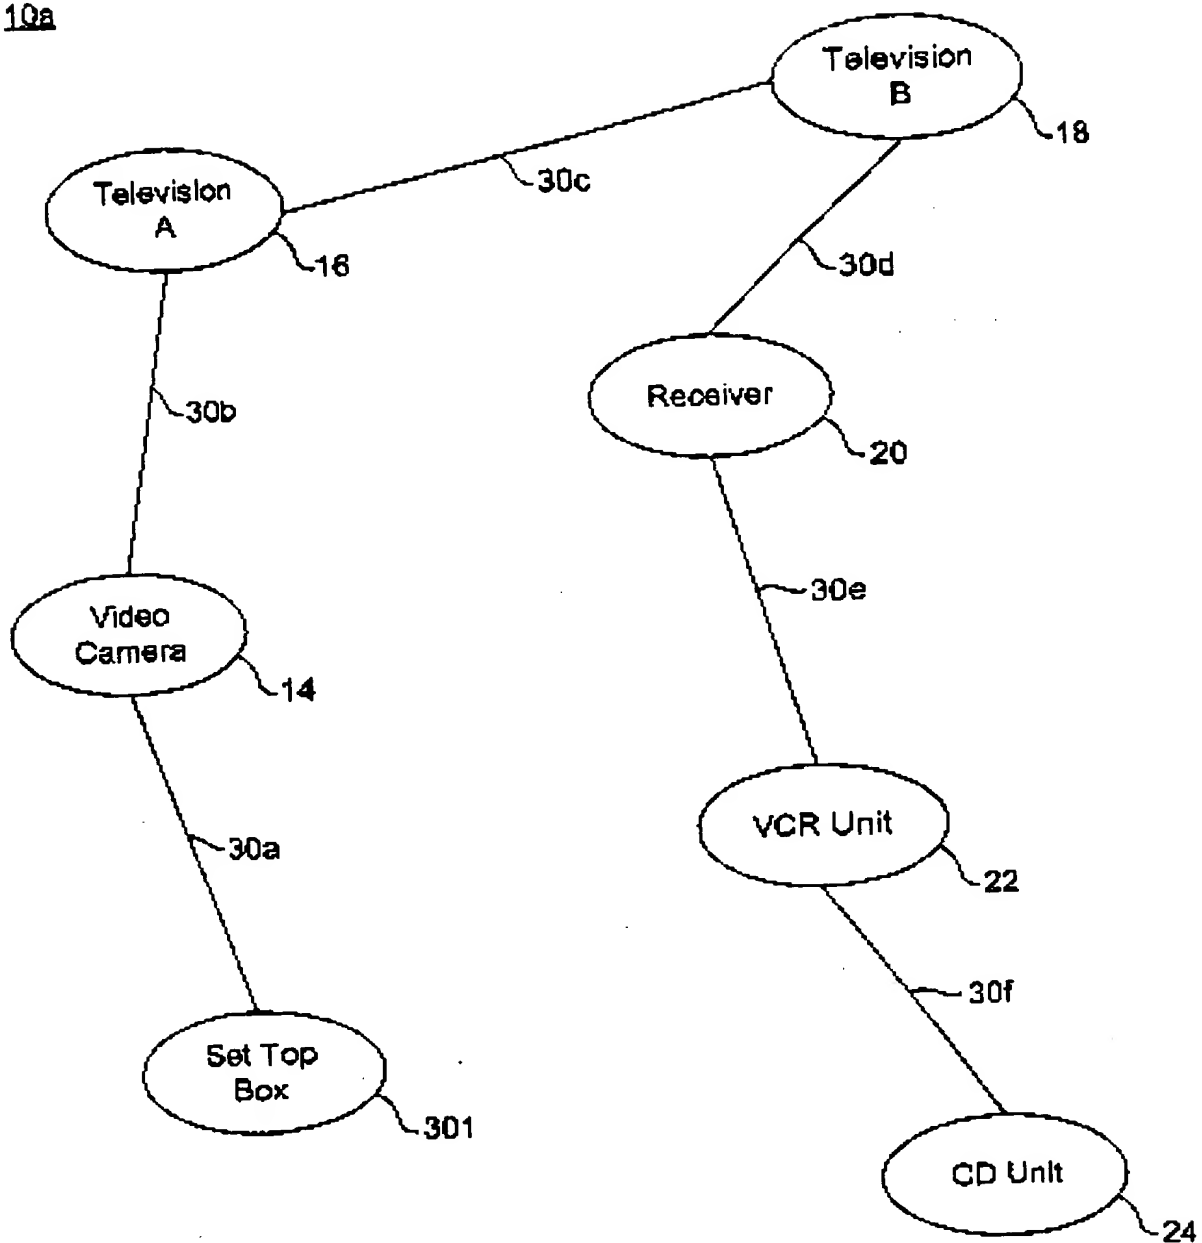 10a
Television
B
18
30c
Television
A
16
30d
Receiver
20
30b
30e
Video
Camera
14
VCR Unit
22
30a
30f
Set Top
Box
301
CD Unit
24